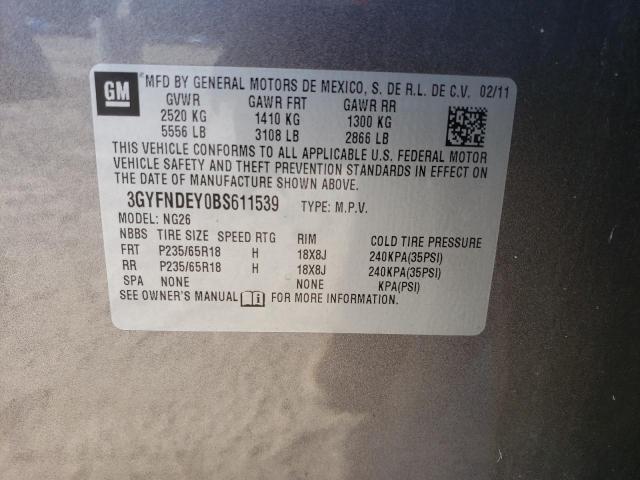 GM
MFD BY GENERAL MOTORS DE MEXICO, S. DE R.L. DE C.V. 02/11
GVWR GAWR FRT GAWR RR
2520 KG 1410 KG 1300 KG
5556 LB 3108 LB 2866 LB
THIS VEHICLE CONFORMS TO ALL APPLICABLE U.S. FEDERAL MOTOR
VEHICLE SAFETY AND THEFT PREVENTION STANDARDS IN EFFECT ON
THE DATE OF MANUFACTURE SHOWN ABOVE.
3GYFNDEY0BS611539 TYPE: M.P.V.
MODEL: NG26
NBBS TIRE SIZE SPEED RTG RIM COLD TIRE PRESSURE
FRT P235/65R18 H 18X8J 240KPA(35PSI)
RR P235/65R18 H 18X8J 240KPA(35PSI)
SPA NONE NONE KPA(PSI)
SEE OWNER'S MANUAL FOR MORE INFORMATION.